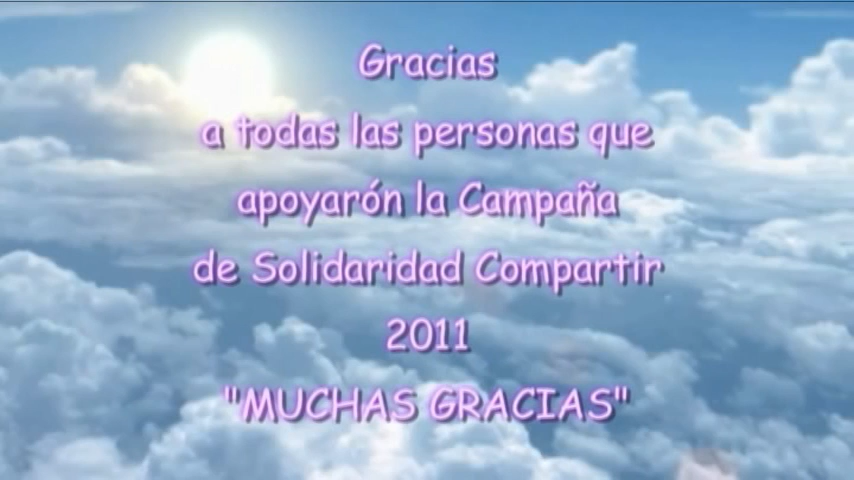 Gracias
a todas las personas que
apoyarón la Campaña
de Solidaridad Compartir
2011
"MUCHAS GRACIAS"